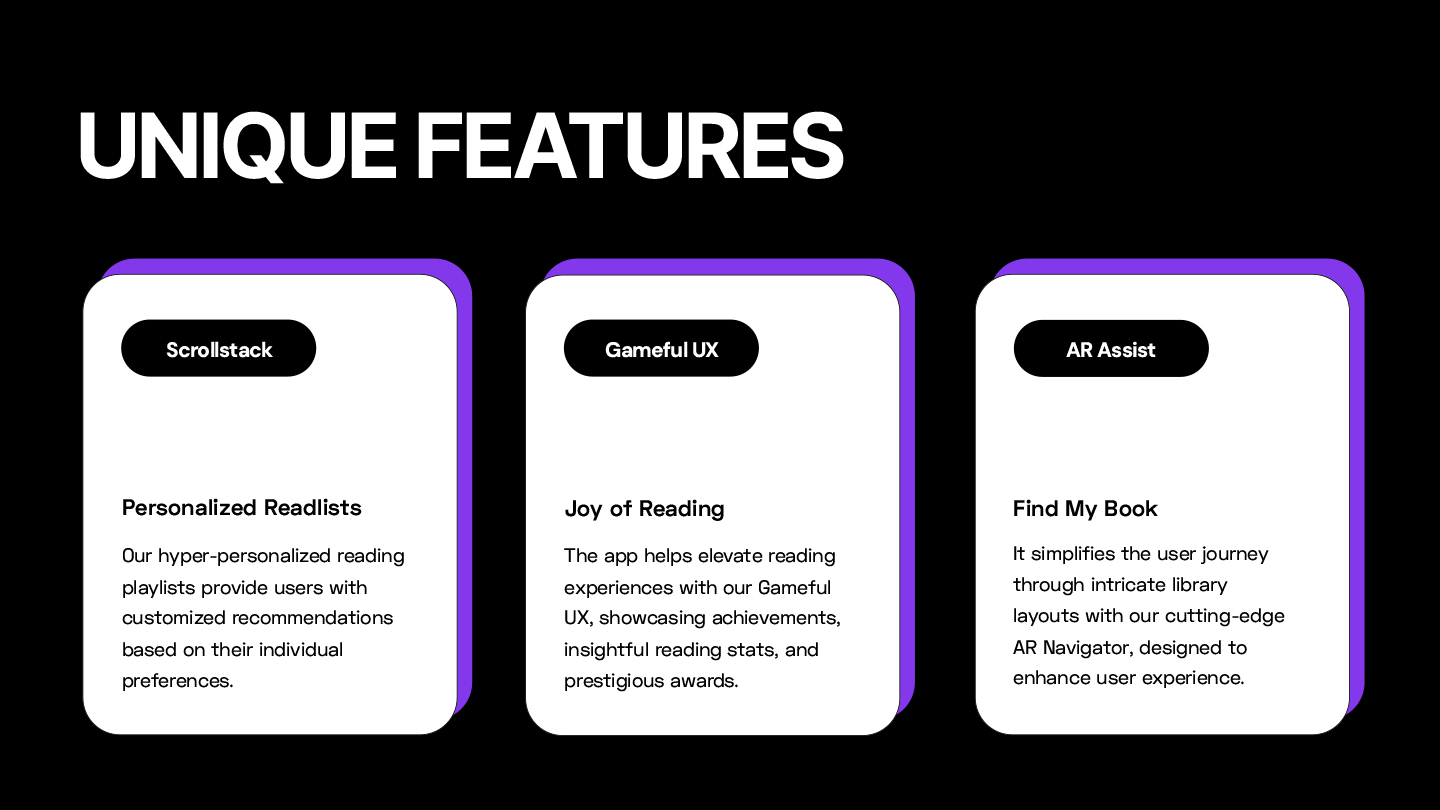 UNIQUE FEATURES
Scrollstack
Personalized Readlists
Our hyper-personalized reading
playlists provide users with
customized recommendations
based on their individual
preferences.
Gameful UX
Joy of Reading
The app helps elevate reading
experiences with our Gameful
UX, showcasing achievements,
insightful reading stats, and
prestigious awards.
AR Assist
Find My Book
It simplifies the user journey
through intricate library
layouts with our cutting-edge
AR Navigator, designed to
enhance user experience.